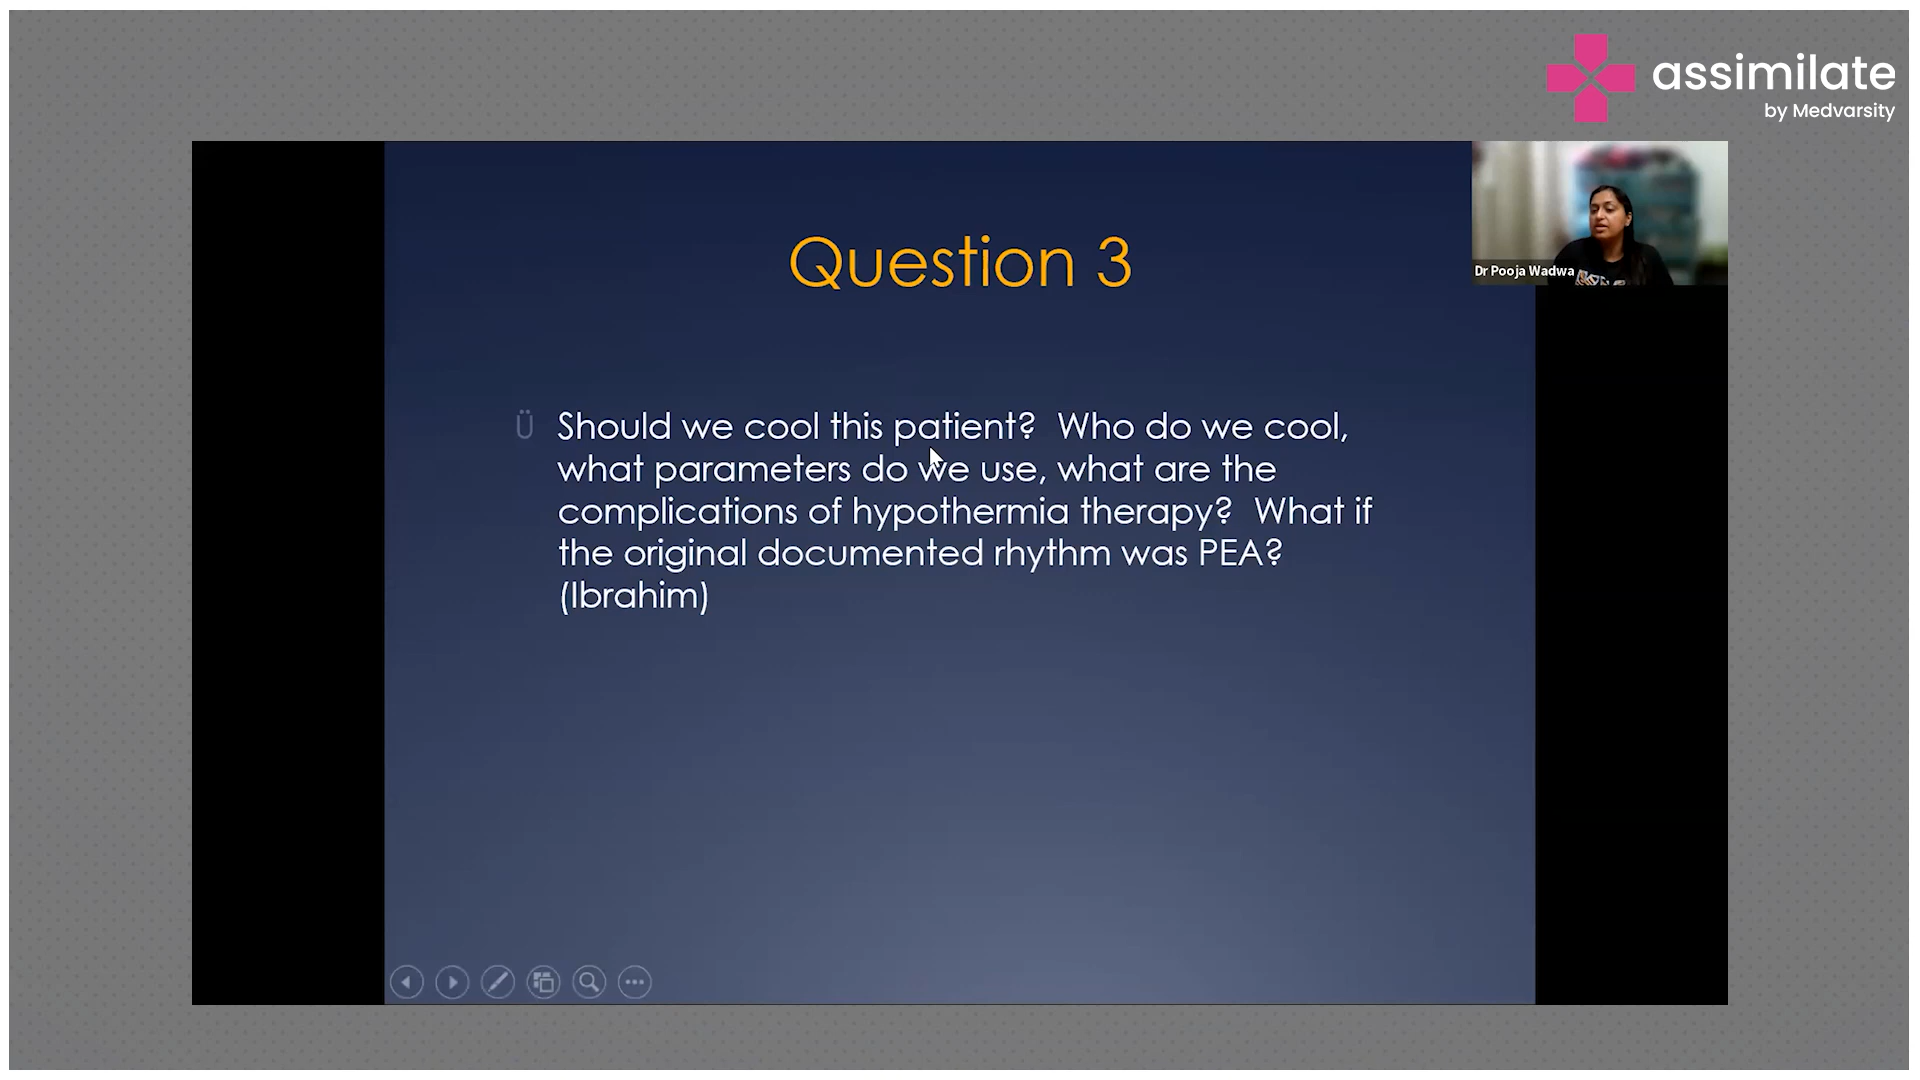 assimilate
by Medvarsity
Dr Pooja Wadwa
Question 3
Ü Should we cool this patient?  Who do we cool,
what parameters do we use, what are the
complications of hypothermia therapy?  What if
the original documented rhythm was PEA?
(Ibrahim)